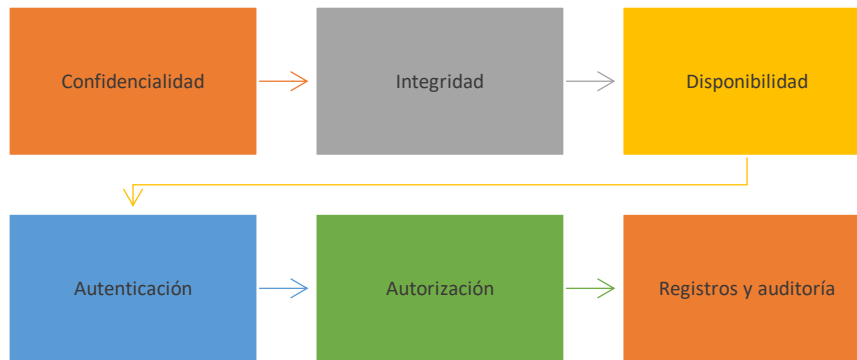 Confidencialidad
Integridad
Disponibilidad
Autenticación
Autorización
Registros y auditoría